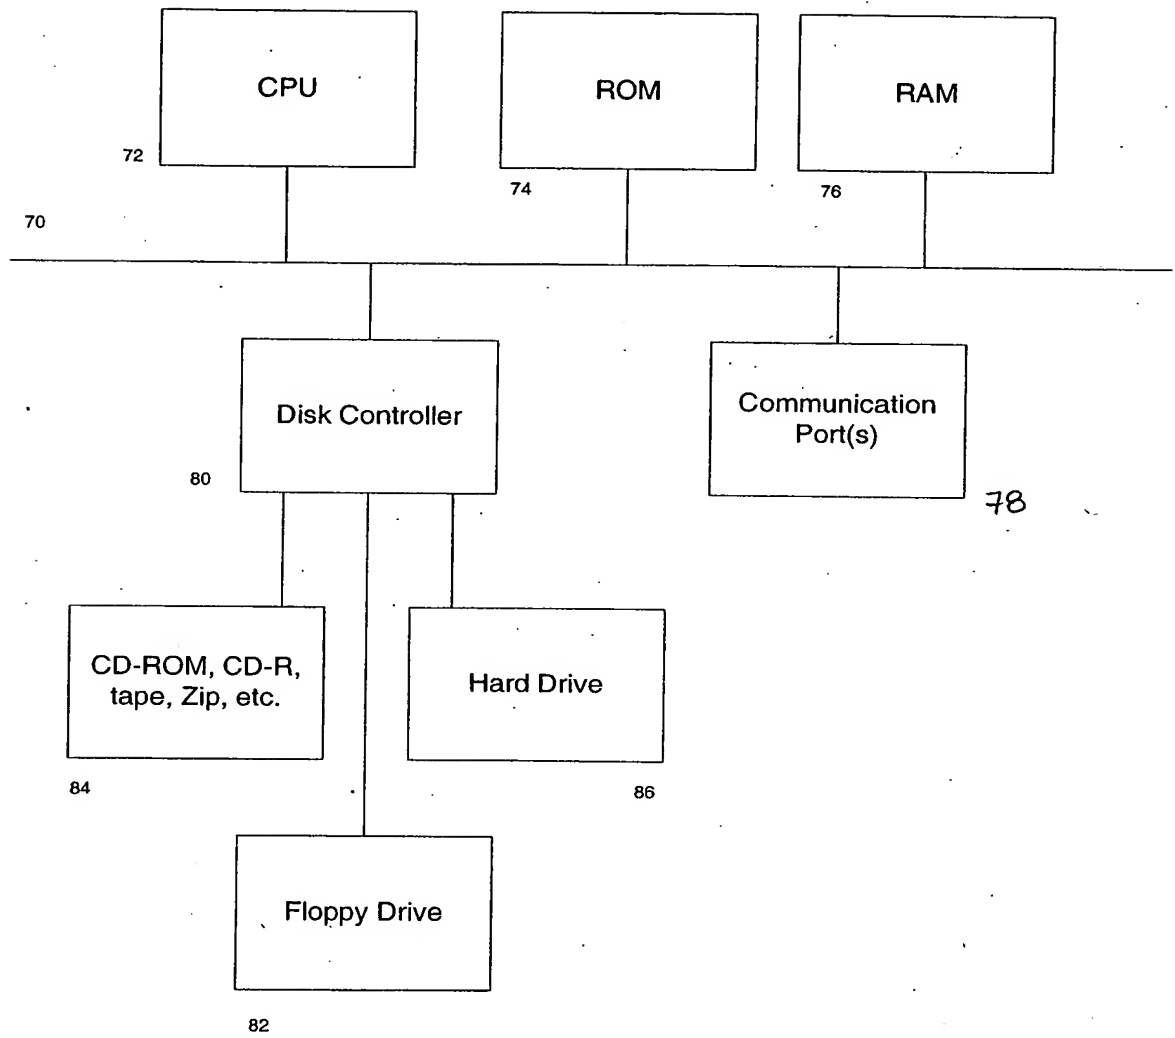 CPU
ROM
RAM
72
74
76
70
Disk Controller
Communication
Port(s)
80
78
CD-ROM, CD-R,
tape, Zip, etc.
Hard Drive
84
86
Floppy Drive
82